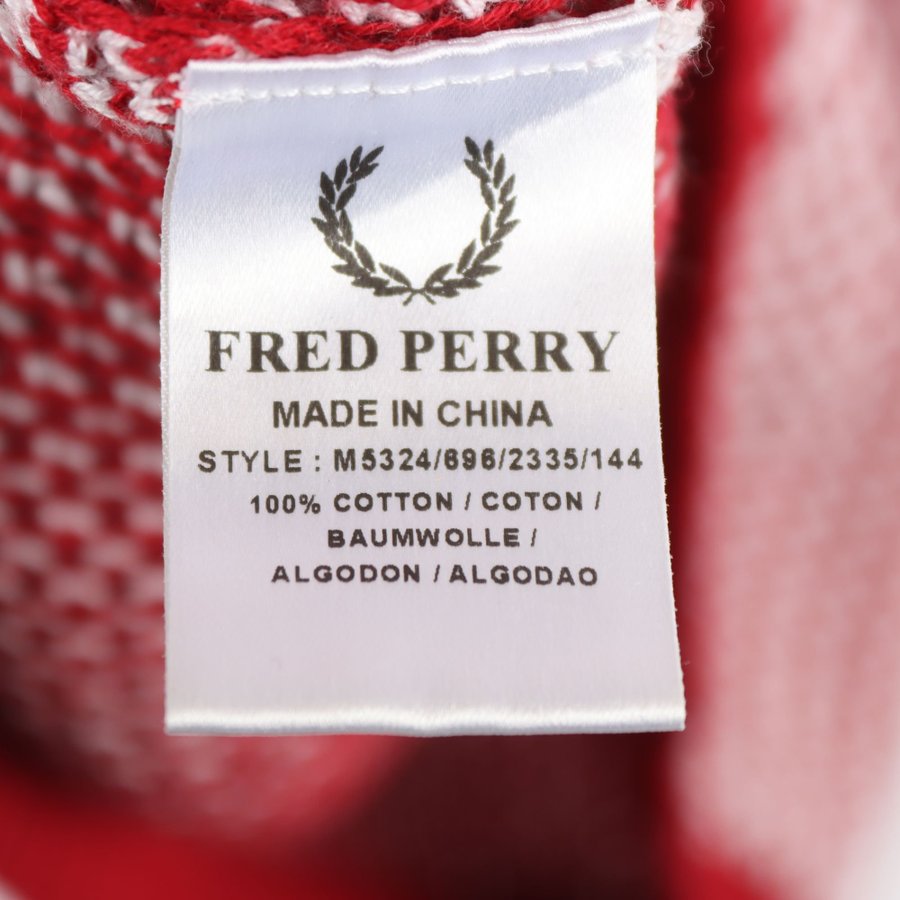 FRED PERRY
MADE IN CHINA
STYLE : M5324/696/2335/144
100% COTTON / COTON /
BAUMWOLLE /
ALGODON / ALGODAO